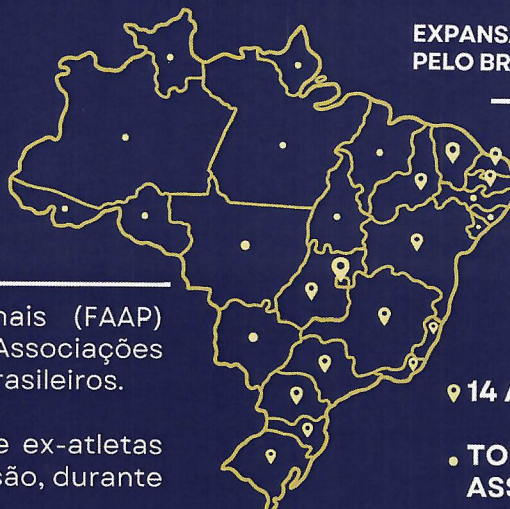 EXPANS
PELO BR
nais (FAAP)
Associações
rasileiros.
e ex-atletas
são, durante
14 A
TO
ASS